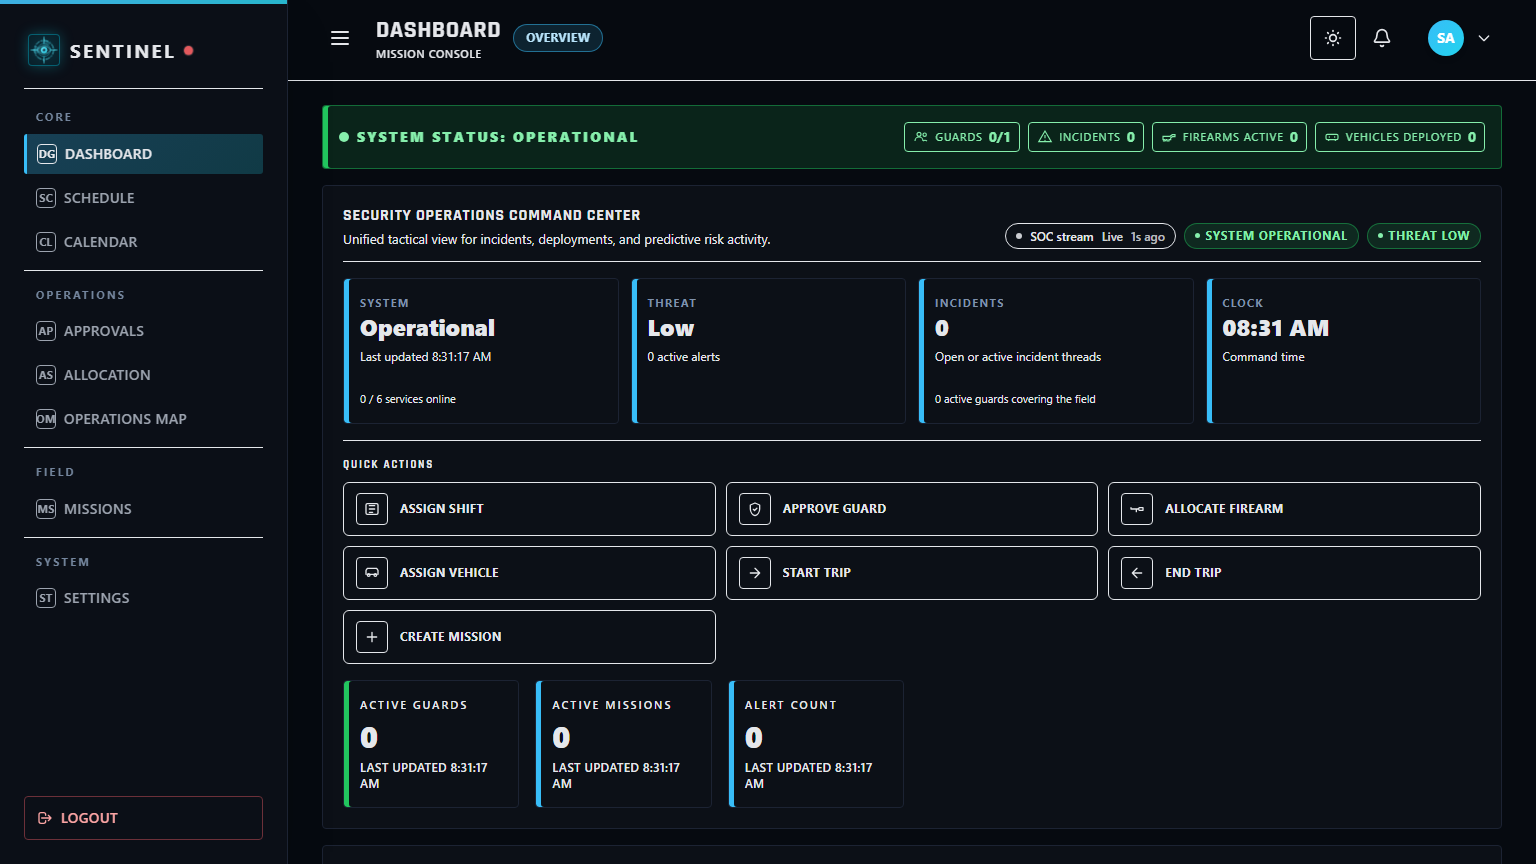 SENTINEL
CORE
DG DASHBOARD
SC SCHEDULE
CL CALENDAR
OPERATIONS
AP APPROVALS
AS ALLOCATION
OM OPERATIONS MAP
FIELD
MS MISSIONS
SYSTEM
ST SETTINGS
LOGOUT
DASHBOARD
MISSION CONSOLE
OVERVIEW
SA
SYSTEM STATUS: OPERATIONAL
GUARDS 0/1
INCIDENTS 0
FIREARMS ACTIVE 0
VEHICLES DEPLOYED 0
SECURITY OPERATIONS COMMAND CENTER
Unified tactical view for incidents, deployments, and predictive risk activity.
SOC stream Live 1s ago
SYSTEM OPERATIONAL
THREAT LOW
SYSTEM
Operational
Last updated 8:31:17 AM
0 / 6 services online
THREAT
Low
0 active alerts
INCIDENTS
0
Open or active incident threads
0 active guards covering the field
CLOCK
08:31 AM
Command time
QUICK ACTIONS
ASSIGN SHIFT
APPROVE GUARD
ALLOCATE FIREARM
ASSIGN VEHICLE
START TRIP
END TRIP
CREATE MISSION
ACTIVE GUARDS
0
LAST UPDATED 8:31:17
AM
ACTIVE MISSIONS
0
LAST UPDATED 8:31:17
AM
ALERT COUNT
0
LAST UPDATED 8:31:17
AM